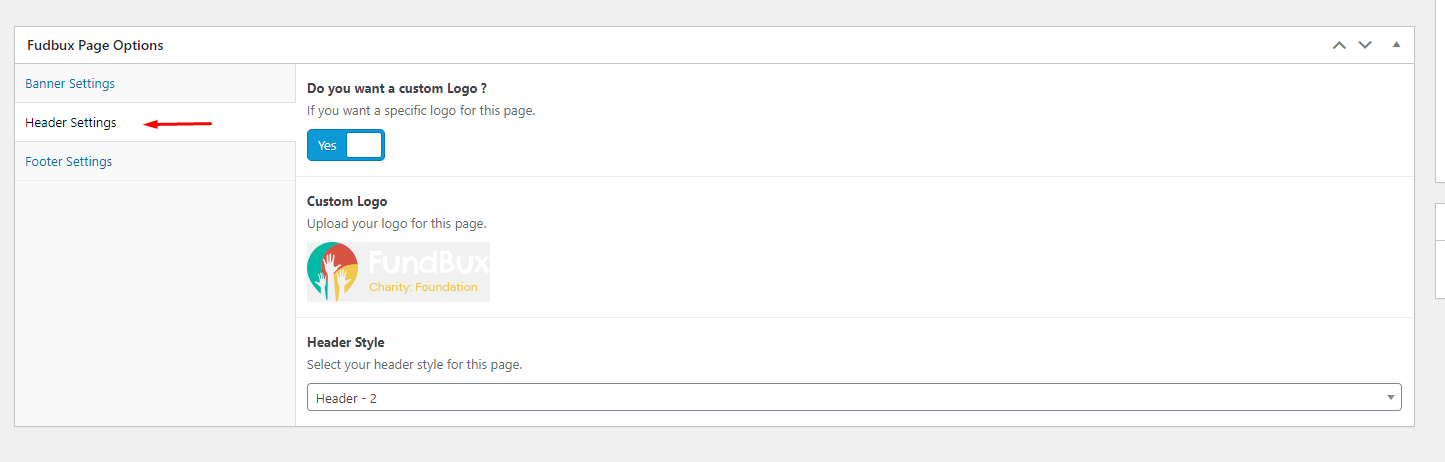 Fudbux Page Options
Banner Settings
Header Settings
Footer Settings
Do you want a custom Logo ?
If you want a specific logo for this page.
Yes
Custom Logo
Upload your logo for this page.
FundBux
Charity: Foundation
Header Style
Select your header style for this page.
Header - 2